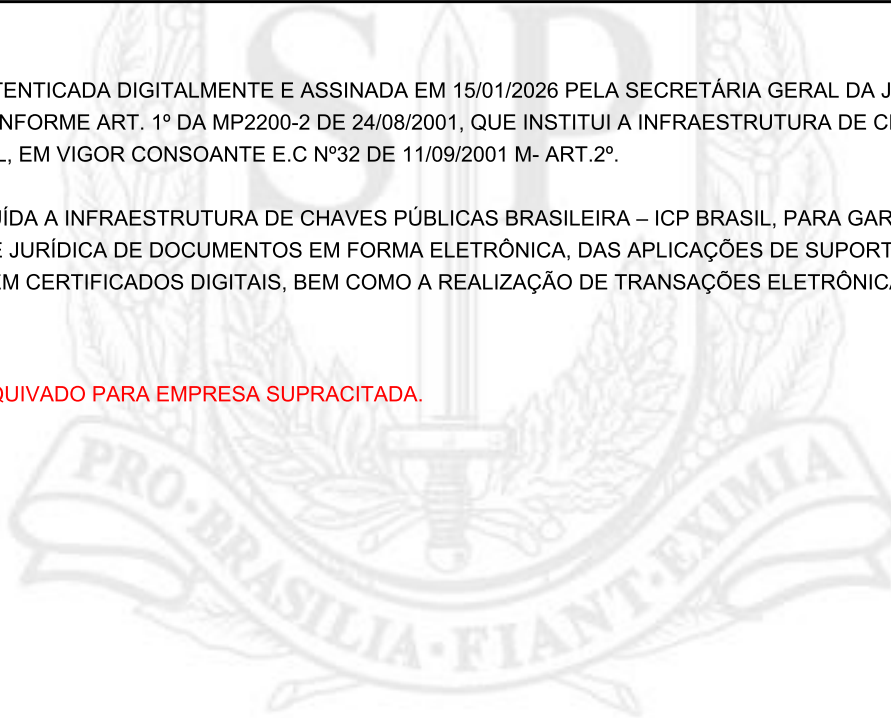 TENTICADA DIGITALMENTE E ASSINADA EM 15/01/2026 PELA SECRETÁRIA GERAL DA J
NFORME ART. 1º DA MP2200-2 DE 24/08/2001, QUE INSTITUI A INFRAESTRUTURA DE C
L, EM VIGOR CONSOANTE E.C Nº32 DE 11/09/2001 M- ART.2º.
ÍDA A INFRAESTRUTURA DE CHAVES PÚBLICAS BRASILEIRA – ICP BRASIL, PARA GAR
E JURÍDICA DE DOCUMENTOS EM FORMA ELETRÔNICA, DAS APLICAÇÕES DE SUPORT
EM CERTIFICADOS DIGITAIS, BEM COMO A REALIZAÇÃO DE TRANSAÇÕES ELETRÔNICA
QUIVADO PARA EMPRESA SUPRACITADA.
S P
PRO·BRASILIA·FIANT·EXIMIA